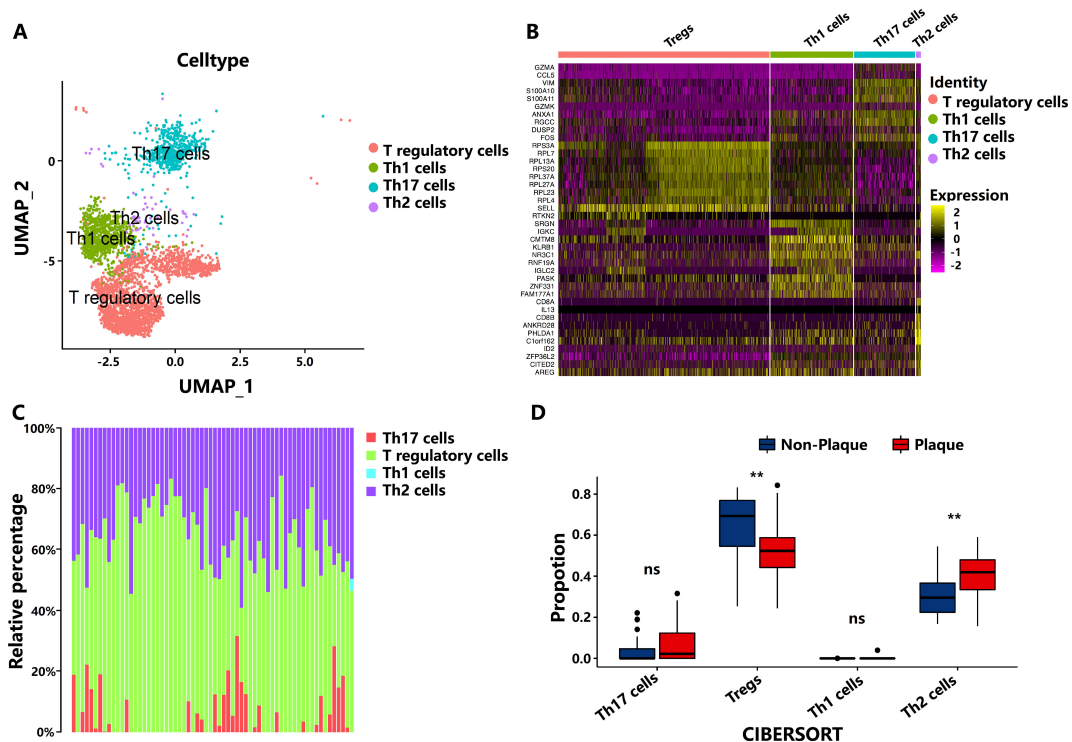 A
Celltype
UMAP_2
0
-5
Th17 cells
Th2 cells
Th1 cells
T regulatory cells
-2.5
0.0
2.5
5.0
UMAP_1
T regulatory cells
Th1 cells
Th17 cells
Th2 cells
B
Tregs
Th1 cells
Th17 cells
Th2 cells
GZMA
CCL5
VIM
S100A10
S100A11
GZMK
ANXA1
RGCC
DUSP2
FOS
RPS3A
RPL7
RPL13A
RPS20
RPL37A
RPL27A
RPL23
RPL4
SELL
RTKN2
SRGN
IGKC
CMTM8
KLRB1
NR3C1
RNF19A
IGLC2
PASK
ZNF331
FAM177A1
CD8A
IL13
CD8B
ANKRD28
PHLDA1
C1orf162
ID2
ZFP36L2
CITED2
AREG
Identity
T regulatory cells
Th1 cells
Th17 cells
Th2 cells
Expression
2
1
0
-1
-2
C
Relative percentage
100%
80%
60%
40%
20%
0%
Th17 cells
T regulatory cells
Th1 cells
Th2 cells
D
Non-Plaque
Plaque
Propotion
0.8
0.6
0.4
0.2
0.0
ns
**
ns
**
Th17 cells
Tregs
Th1 cells
Th2 cells
CIBERSORT